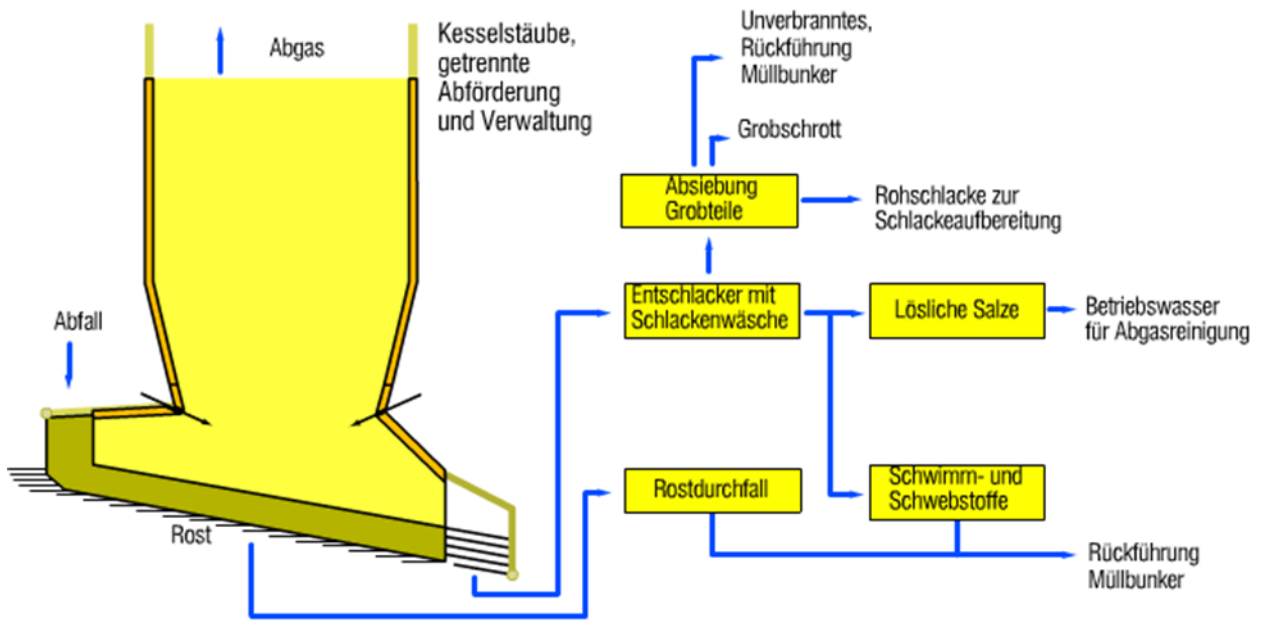 Abgas
Kesselstäube,
getrennte
Abförderung
und Verwaltung
Unverbranntes,
Rückführung
Müllbunker
Grobschrott
Absiebung
Grobteile
Rohschlacke zur
Schlackeaufbereitung
Abfall
Entschlacker mit
Schlackenwäsche
Lösliche Salze
Betriebswasser
für Abgasreinigung
Rost
Rostdurchfall
Schwimm- und
Schwebstoffe
Rückführung
Müllbunker